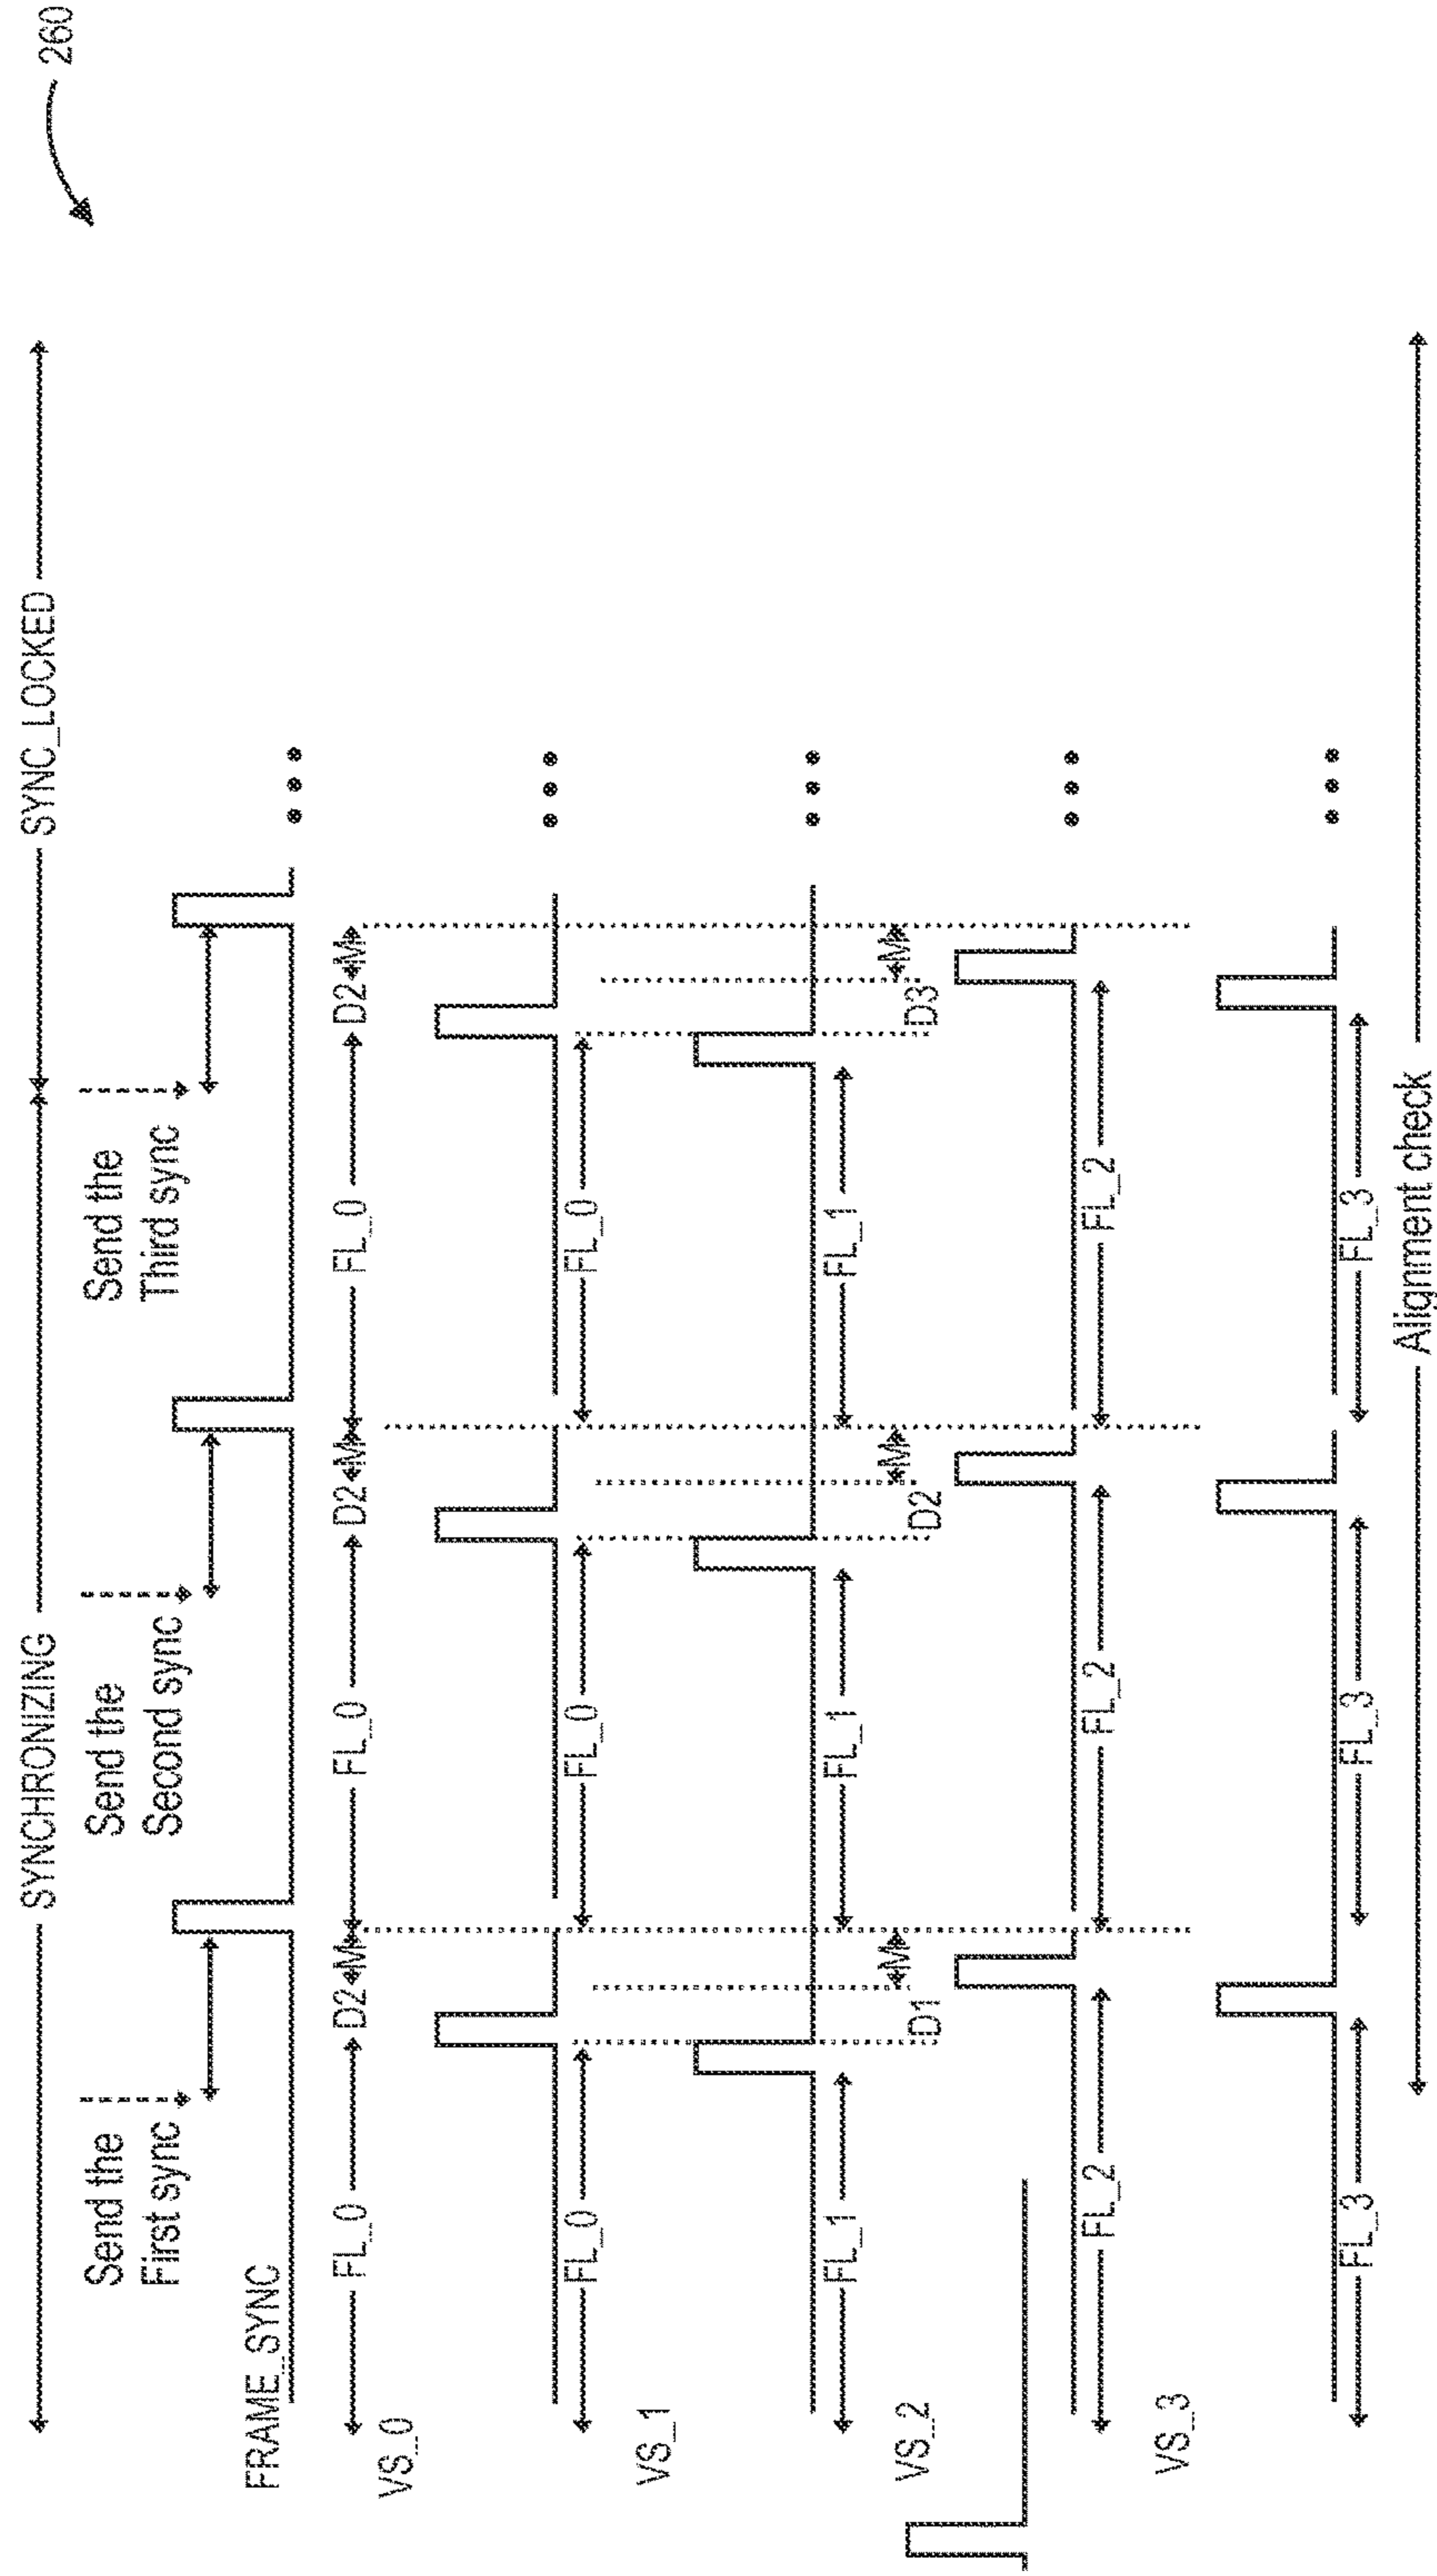 260
SYNCHRONIZING SYNC_LOCKED
Send the First sync
Send the Second sync
Send the Third sync
FRAME_SYNC
FL_0 D2 M FL_0 D2 M FL_0 D2 M
VS_0
FL_0 FL_0 FL_0
VS_1
FL_1 FL_1 FL_1
M M M
D1 D2 D3
VS_2
FL_2 FL_2 FL_2
VS_3
FL_3 FL_3 FL_3
Alignment check